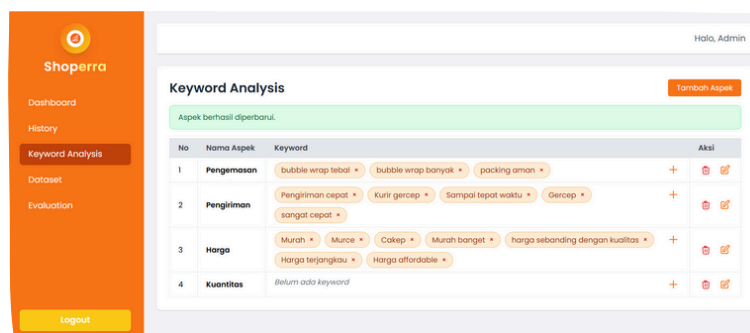 Shoperra
Dashboard
History
Keyword Analysis
Dataset
Evaluation
Logout
Halo, Admin
Keyword Analysis
Tambah Aspek
Aspek berhasil diperbarui.
No Nama Aspek Keyword Aksi
1 Pengemasan bubble wrap tebal × bubble wrap banyak × packing aman × +
2 Pengiriman Pengiriman cepat × Kurir gercep × Sampai tepat waktu × Gercep × +
sangat cepat ×
3 Harga Murah × Murce × Cakep × Murah banget × harga sebanding dengan kualitas × +
Harga terjangkau × Harga affordable ×
4 Kuantitas Belum ada keyword +